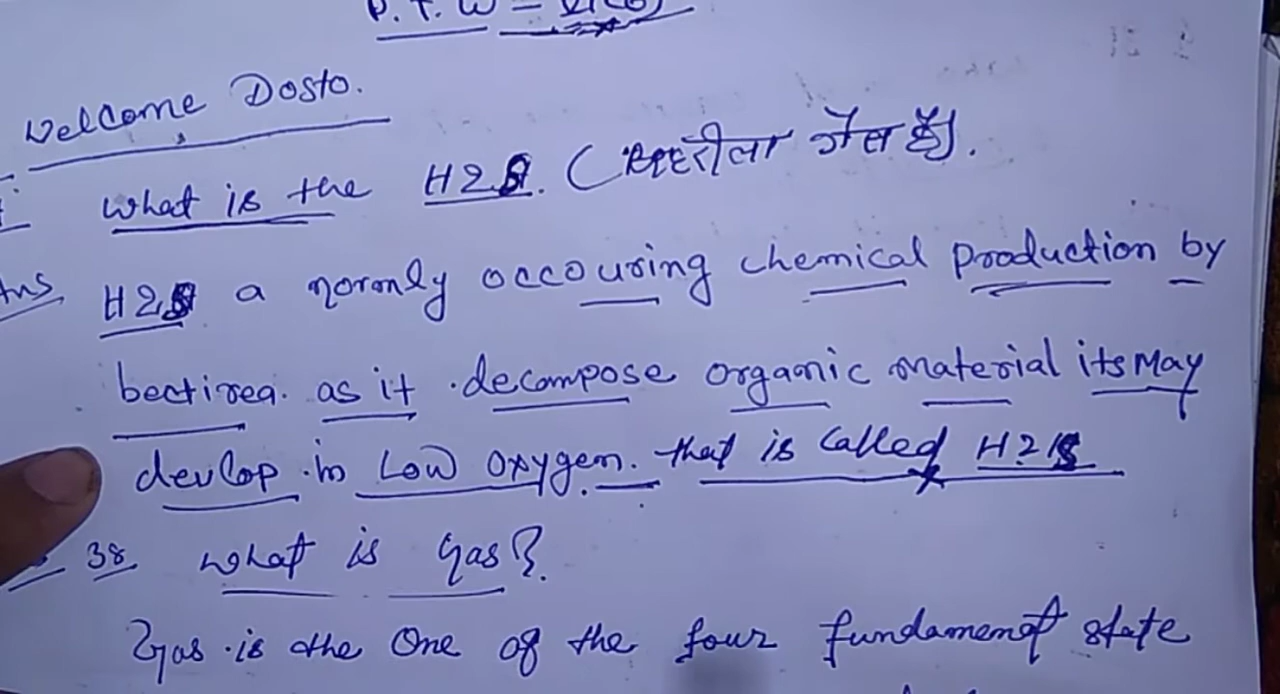 P. T. W =
Welcome Dosto.
What is the H2S. (जहरीला गैस है).
Ans H2S a normly occouring chemical production by
bectirea. as it decompose organic material its May
devlop in Low Oxygen. that is called H2S
38 What is gas?
gas is the One of the four fundament state